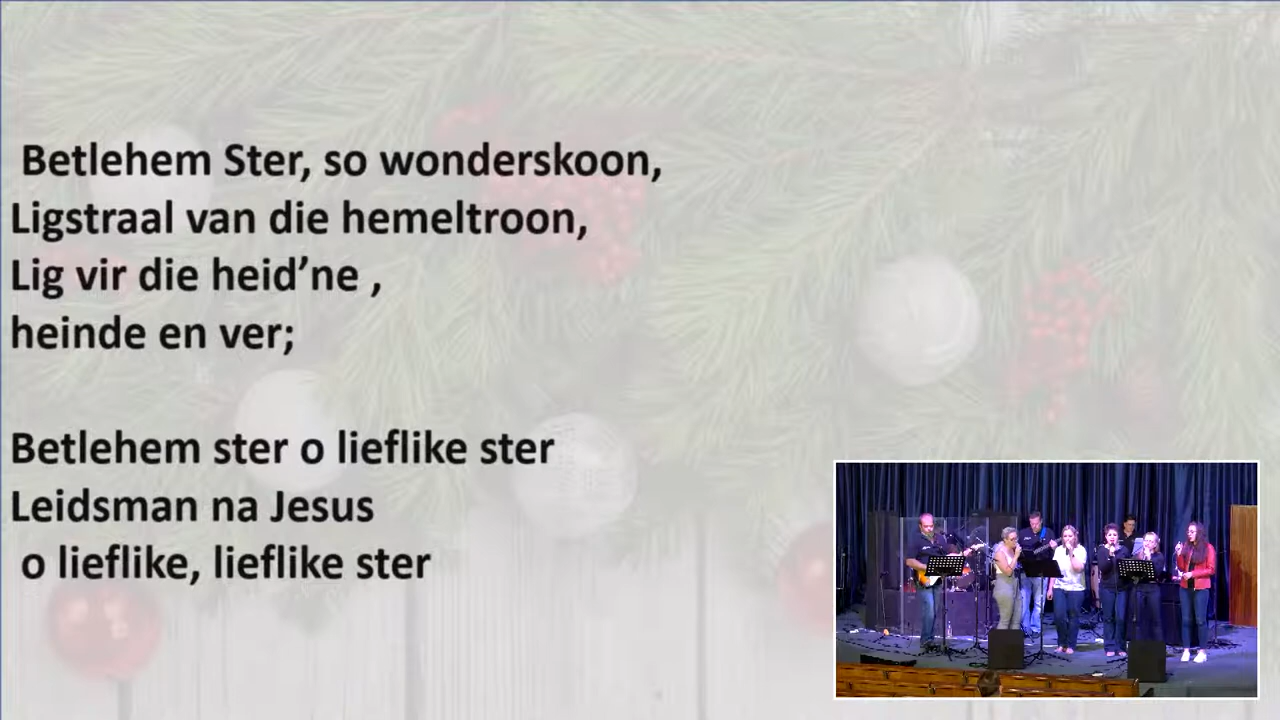 Betlehem Ster, so wonderskoon,
Ligstraal van die hemeltroon,
Lig vir die heid’ne ,
heinde en ver;
Betlehem ster o lieflike ster
Leidsman na Jesus
o lieflike, lieflike ster